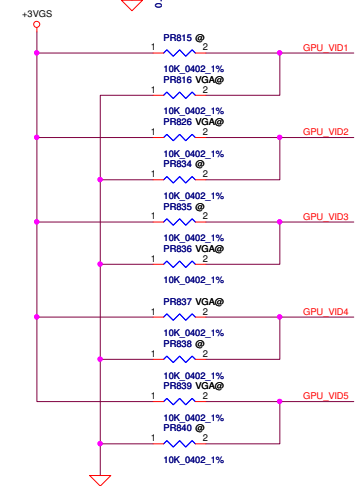 0.
+3VGS
PR815 @
1 2 GPU_VID1
10K_0402_1%
PR816 VGA@
1 2
10K_0402_1%
PR826 VGA@
1 2 GPU_VID2
10K_0402_1%
PR834 @
1 2
10K_0402_1%
PR835 @
1 2 GPU_VID3
10K_0402_1%
PR836 VGA@
1 2
10K_0402_1%
PR837 VGA@
1 2 GPU_VID4
10K_0402_1%
PR838 @
1 2
10K_0402_1%
PR839 VGA@
1 2 GPU_VID5
10K_0402_1%
PR840 @
1 2
10K_0402_1%